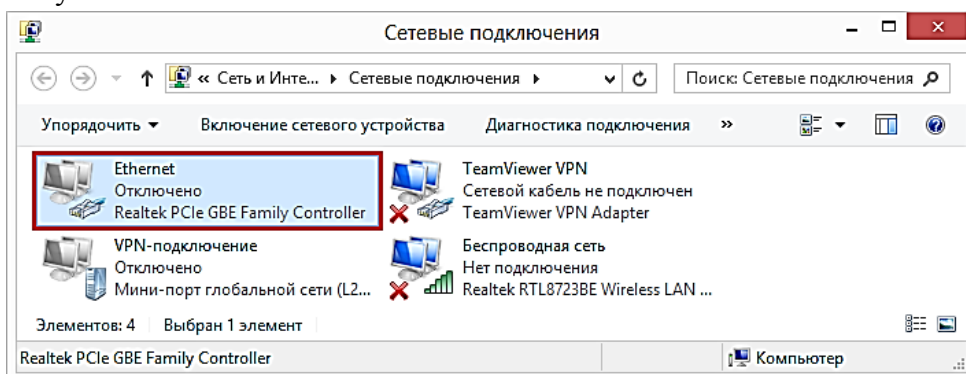 Сетевые подключения
« Сеть и Инте... ▸ Сетевые подключения ▸
Поиск: Сетевые подключения
Упорядочить ▾ Включение сетевого устройства Диагностика подключения »
Ethernet
Отключено
Realtek PCIe GBE Family Controller
TeamViewer VPN
Сетевой кабель не подключен
TeamViewer VPN Adapter
VPN-подключение
Отключено
Мини-порт глобальной сети (L2...
Беспроводная сеть
Нет подключения
Realtek RTL8723BE Wireless LAN ...
Элементов: 4 Выбран 1 элемент
Realtek PCIe GBE Family Controller
Компьютер